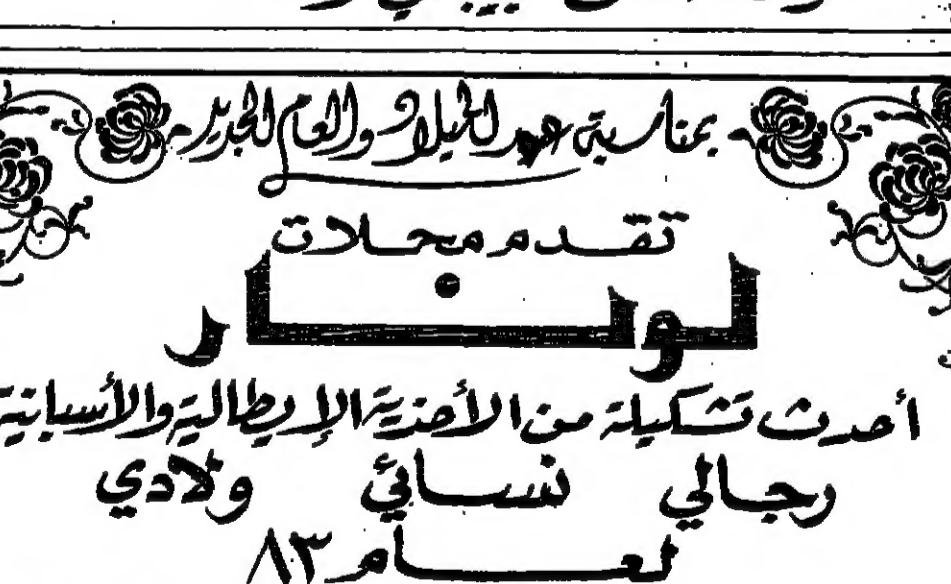 بمناسبة عيد الميلاد والعام الجديد
تقدم محلات
لونار
أحدث تشكيلة من الأحذية الإيطالية والأسبانية
رجالي نسائي ولادي
لعام ٨٣